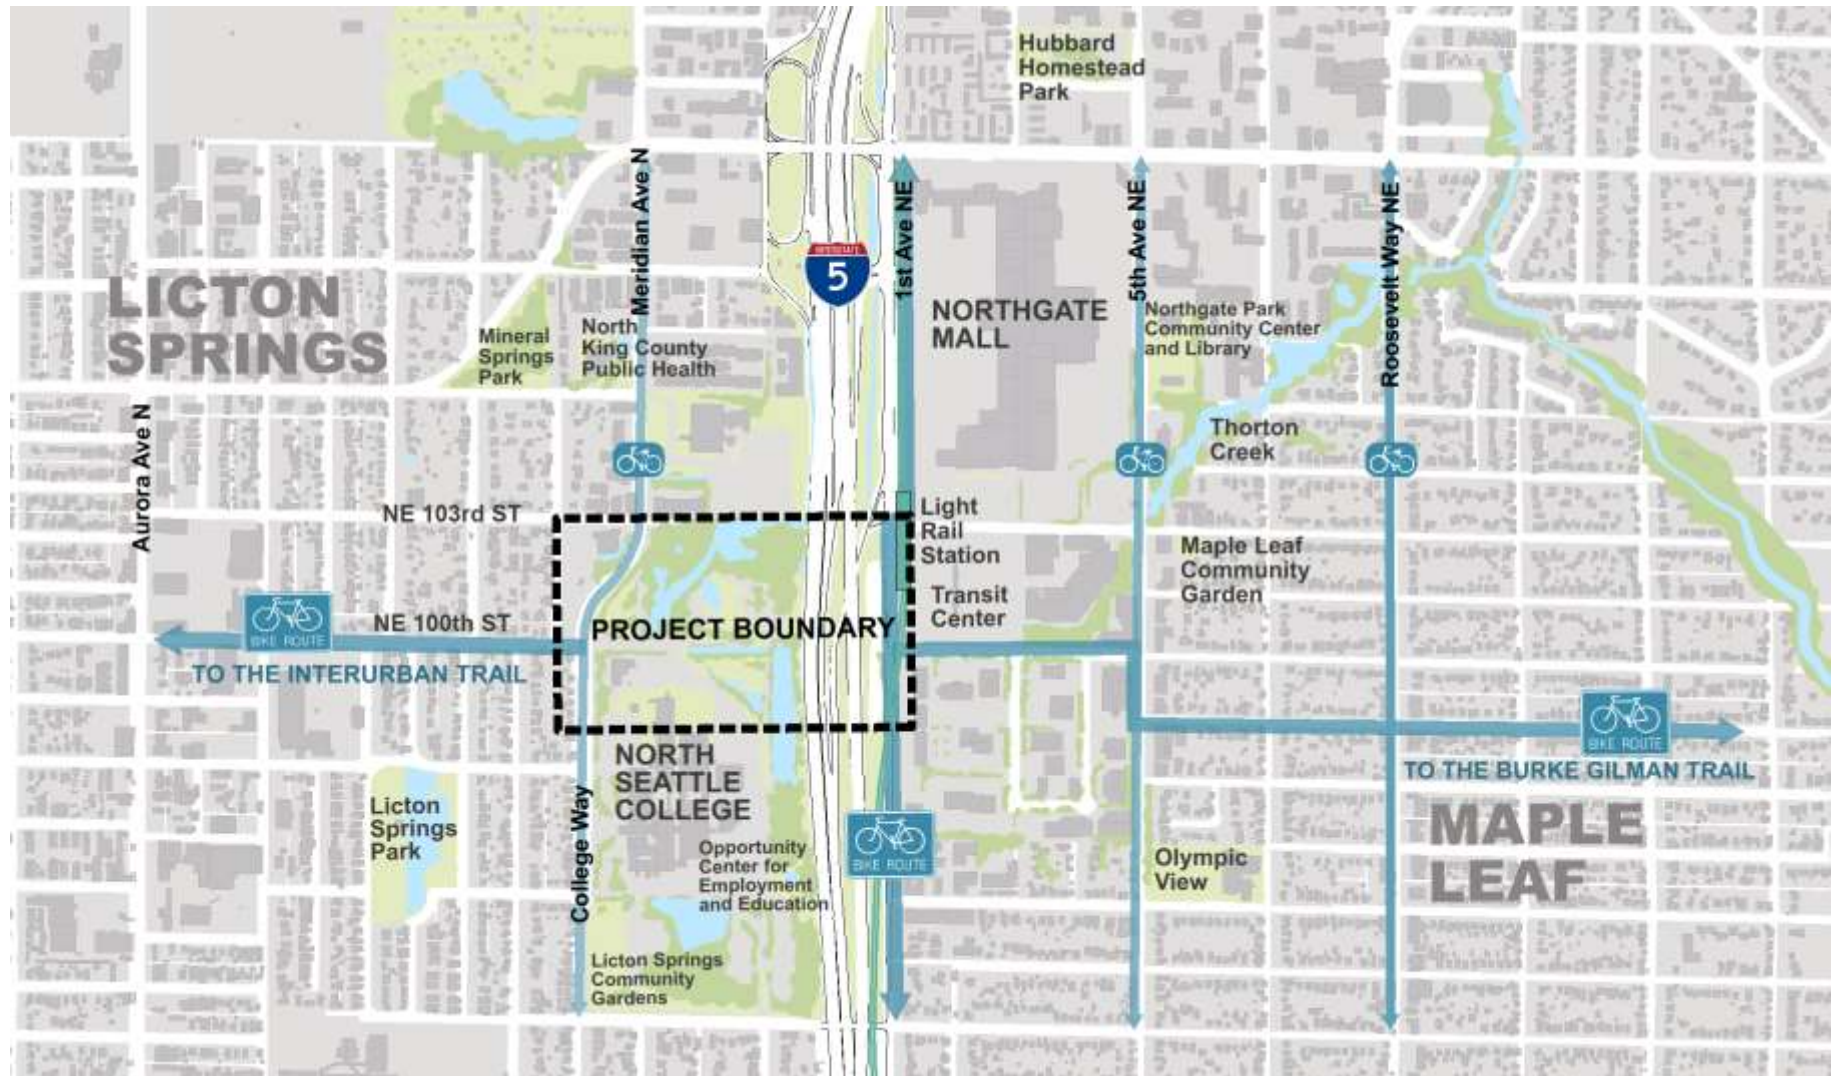 Hubbard
Homestead
Park
Meridian Ave N
1st Ave NE
5th Ave NE
Roosevelt Way NE
INTERSTATE
5
LICTON
SPRINGS
Mineral
Springs
Park
North
King County
Public Health
NORTHGATE
MALL
Northgate Park
Community Center
and Library
Thorton
Creek
Aurora Ave N
NE 103rd ST
Light
Rail
Station
Transit
Center
Maple Leaf
Community
Garden
BIKE ROUTE
NE 100th ST
PROJECT BOUNDARY
TO THE INTERURBAN TRAIL
BIKE ROUTE
TO THE BURKE GILMAN TRAIL
NORTH
SEATTLE
COLLEGE
Licton
Springs
Park
College Way
Opportunity
Center for
Employment
and Education
BIKE ROUTE
Olympic
View
MAPLE
LEAF
Licton Springs
Community
Gardens